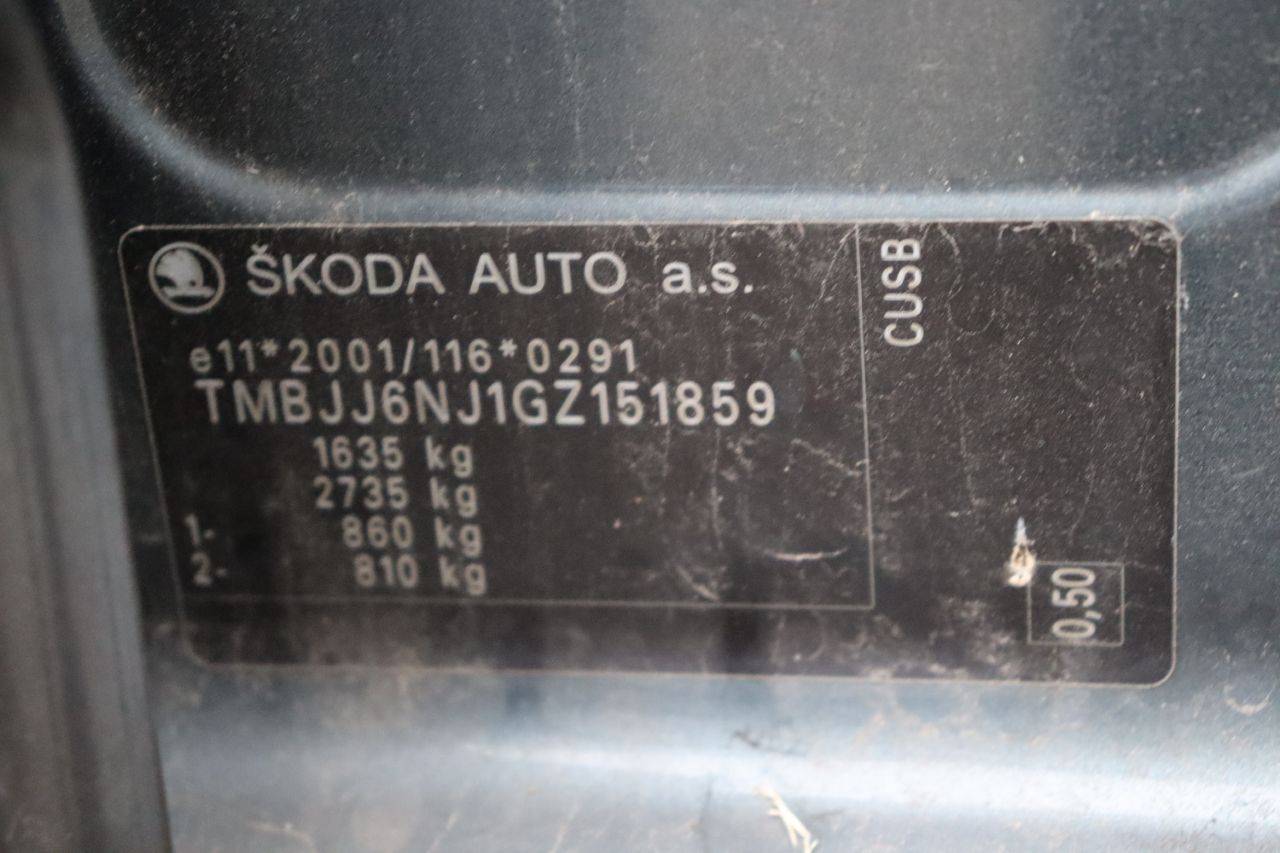 ŠKODA AUTO a.s.
e11*2001/116*0291
TMBJJ6NJ1GZ151859
1635 kg
2735 kg
1- 860 kg
2- 810 kg
CUSB
0,50